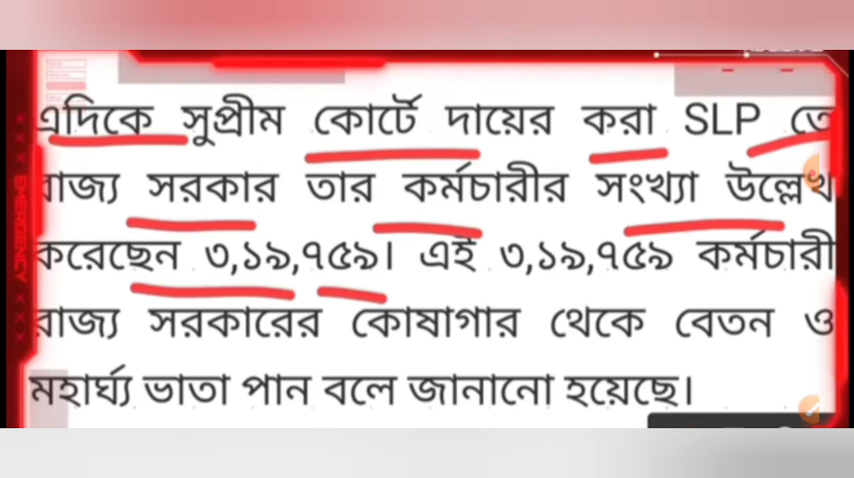 এদিকে সুপ্রীম কোর্টে দায়ের করা SLP তে
রাজ্য সরকার তার কর্মচারীর সংখ্যা উল্লেখ
করেছেন ৩,১৯,৭৫৯। এই ৩,১৯,৭৫৯ কর্মচারী
রাজ্য সরকারের কোষাগার থেকে বেতন ও
মহার্ঘ্য ভাতা পান বলে জানানো হয়েছে।
EMERGENCY